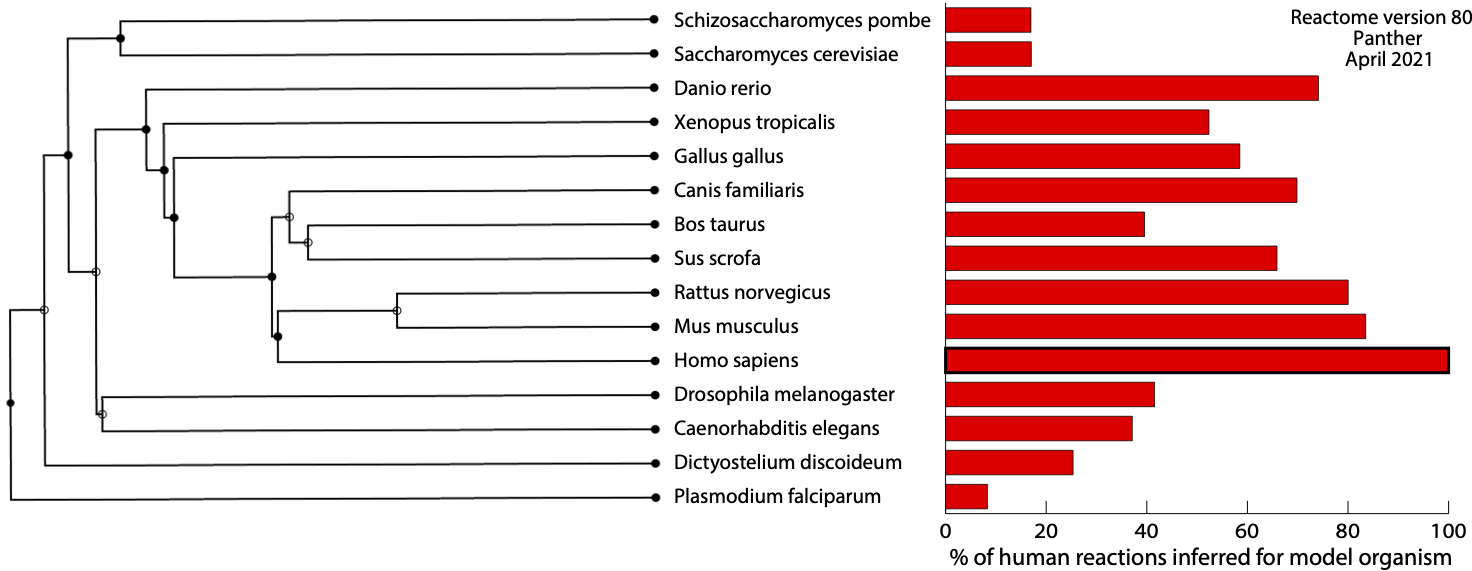 Schizosaccharomyces pombe
Saccharomyces cerevisiae
Danio rerio
Xenopus tropicalis
Gallus gallus
Canis familiaris
Bos taurus
Sus scrofa
Rattus norvegicus
Mus musculus
Homo sapiens
Drosophila melanogaster
Caenorhabditis elegans
Dictyostelium discoideum
Plasmodium falciparum
Reactome version 80
Panther
April 2021
0 20 40 60 80 100
% of human reactions inferred for model organism